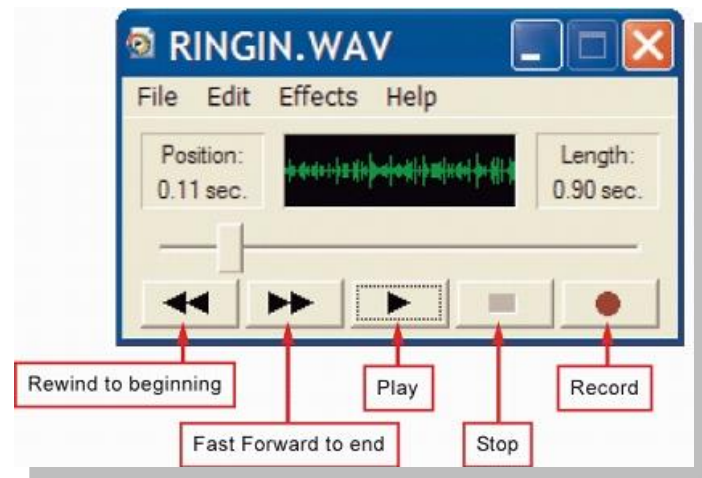 RINGIN.WAV
File Edit Effects Help
Position:
0.11 sec.
Length:
0.90 sec.
Rewind to beginning
Play
Record
Fast Forward to end
Stop